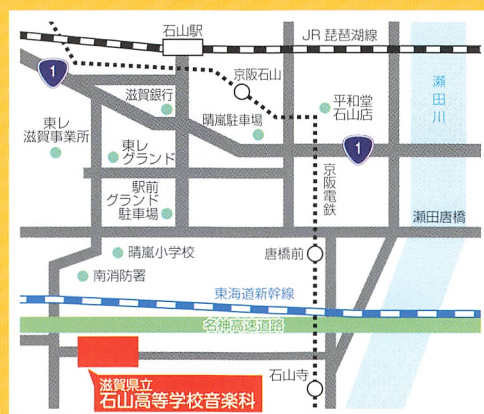 石山駅
JR 琵琶湖線
1
京阪石山
滋賀銀行
平和堂
石山店
瀬田川
東レ
滋賀事業所
晴嵐駐車場
東レ
グランド
1
京阪電鉄
駅前
グランド
駐車場
瀬田唐橋
晴嵐小学校
唐橋前
南消防署
東海道新幹線
名神高速道路
石山寺
滋賀県立
石山高等学校音楽科